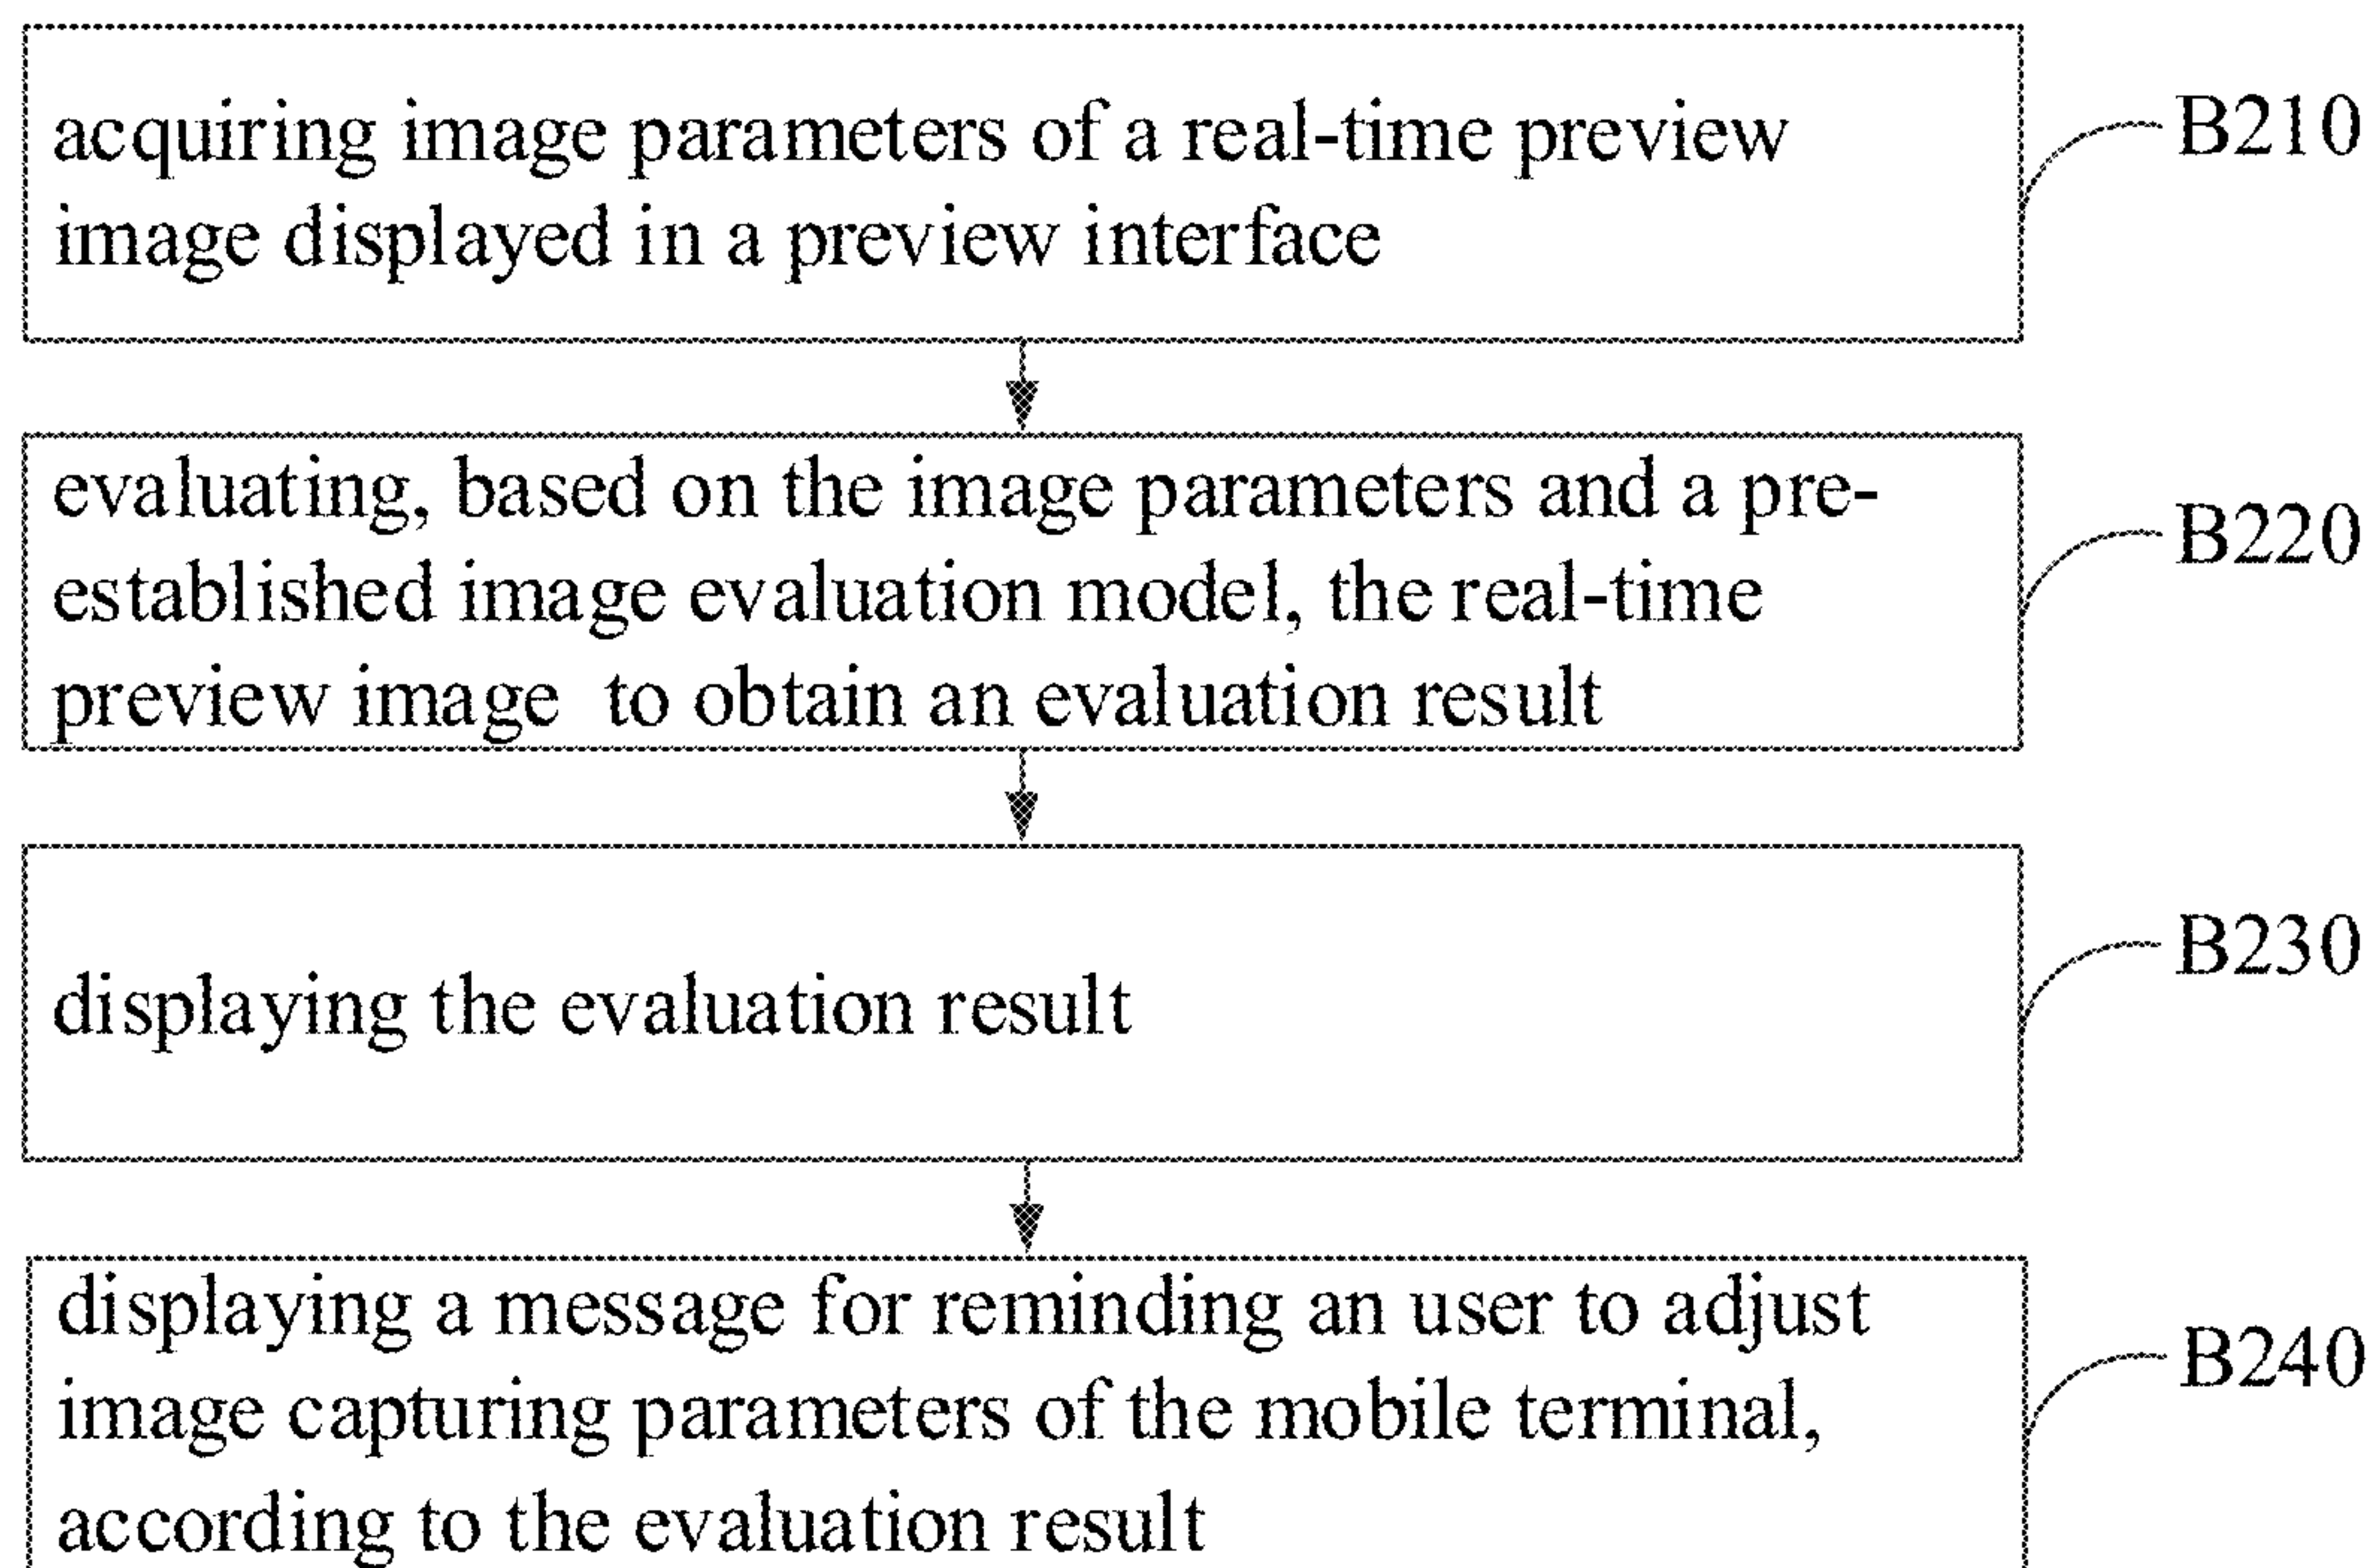 acquiring image parameters of a real-time preview
image displayed in a preview interface
B210
evaluating, based on the image parameters and a pre-
established image evaluation model, the real-time
preview image  to obtain an evaluation result
B220
displaying the evaluation result
B230
displaying a message for reminding an user to adjust
image capturing parameters of the mobile terminal,
according to the evaluation result
B240